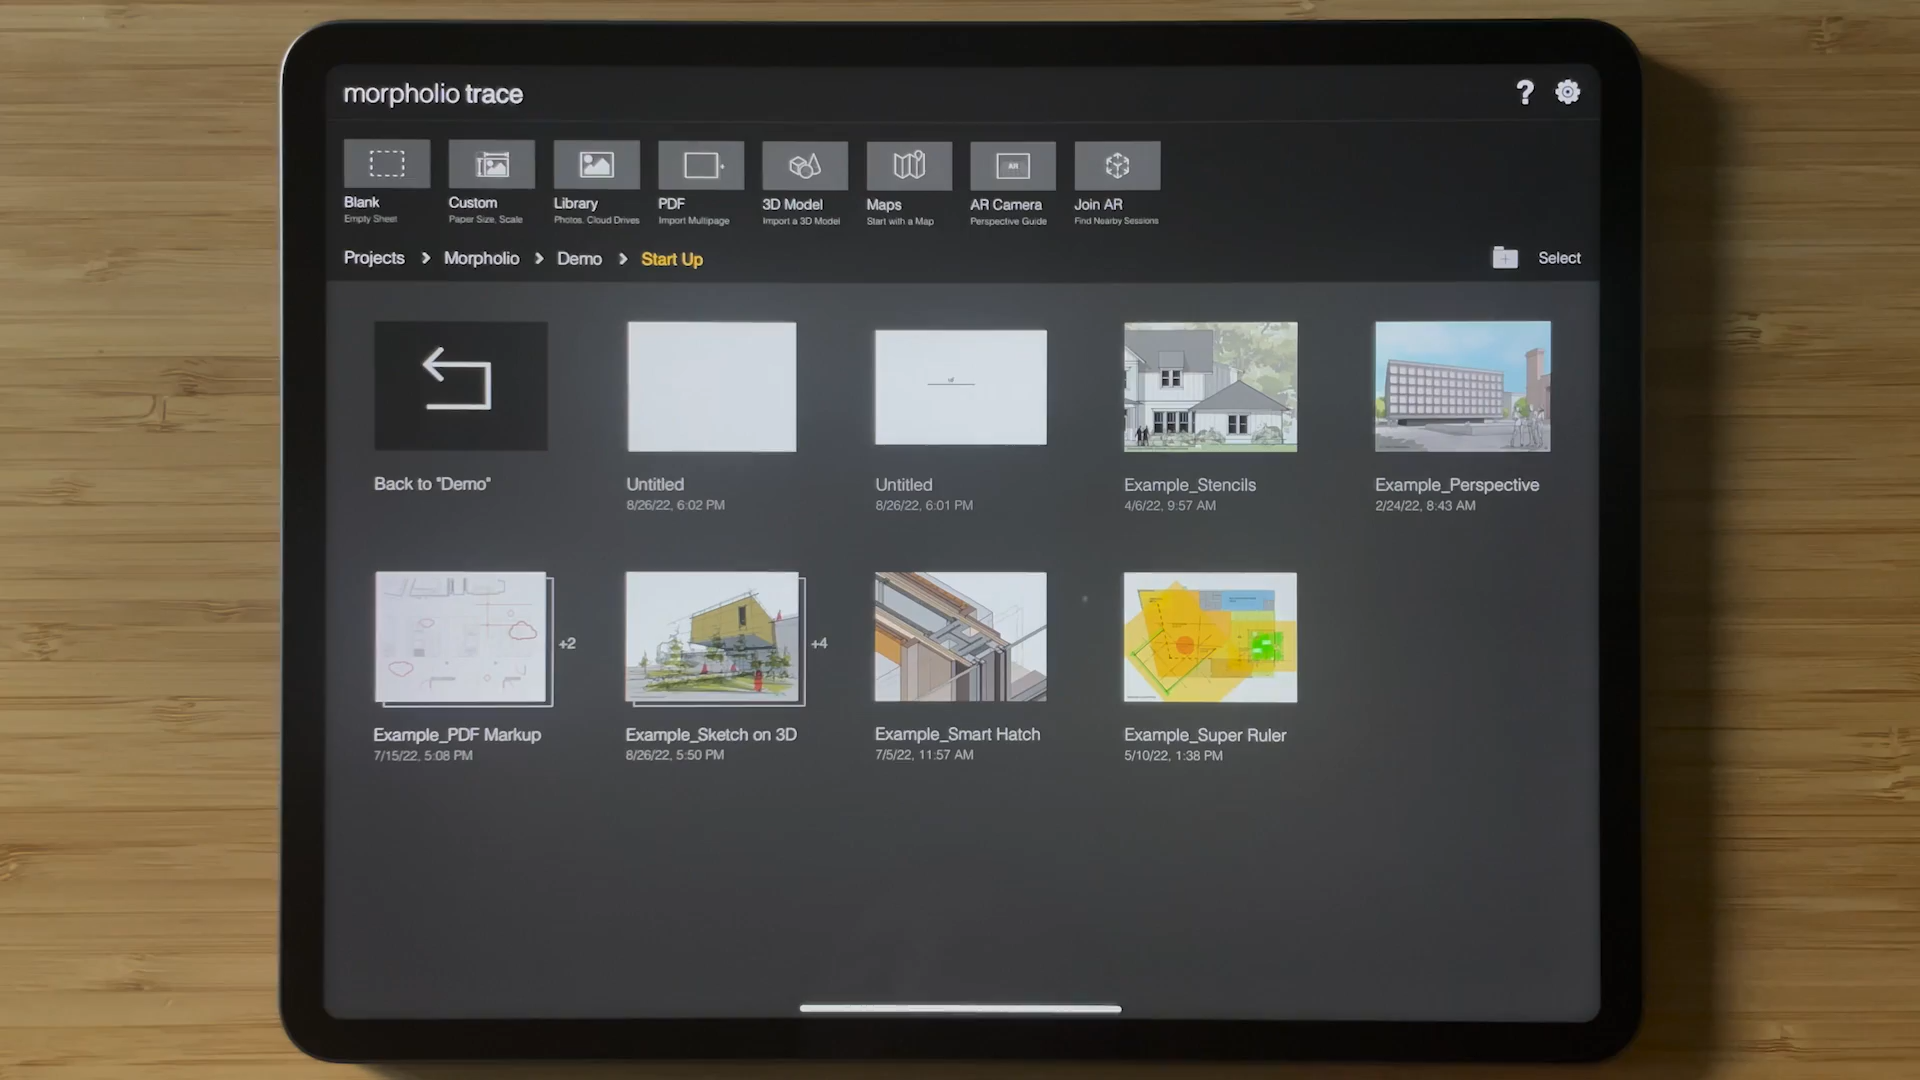 morpholio trace
?
Blank
Empty Sheet
Custom
Paper Size, Scale
Library
Photos, Cloud Drives
PDF
Import Multipage
3D Model
Import a 3D Model
Maps
Start with a Map
AR
AR Camera
Perspective Guide
Join AR
Find Nearby Sessions
Projects > Morpholio > Demo > Start Up
Select
Back to "Demo"
Untitled
8/26/22, 6:02 PM
Untitled
8/26/22, 6:01 PM
Example_Stencils
4/6/22, 9:57 AM
Example_Perspective
2/24/22, 8:43 AM
+2
Example_PDF Markup
7/15/22, 5:08 PM
+4
Example_Sketch on 3D
8/26/22, 5:50 PM
Example_Smart Hatch
7/5/22, 11:57 AM
Example_Super Ruler
5/10/22, 1:38 PM